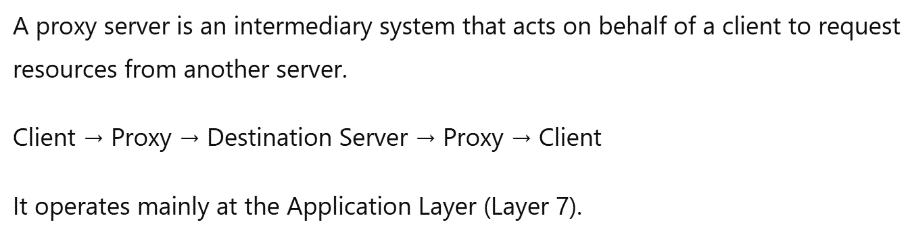 A proxy server is an intermediary system that acts on behalf of a client to request
resources from another server.
Client → Proxy → Destination Server → Proxy → Client
It operates mainly at the Application Layer (Layer 7).